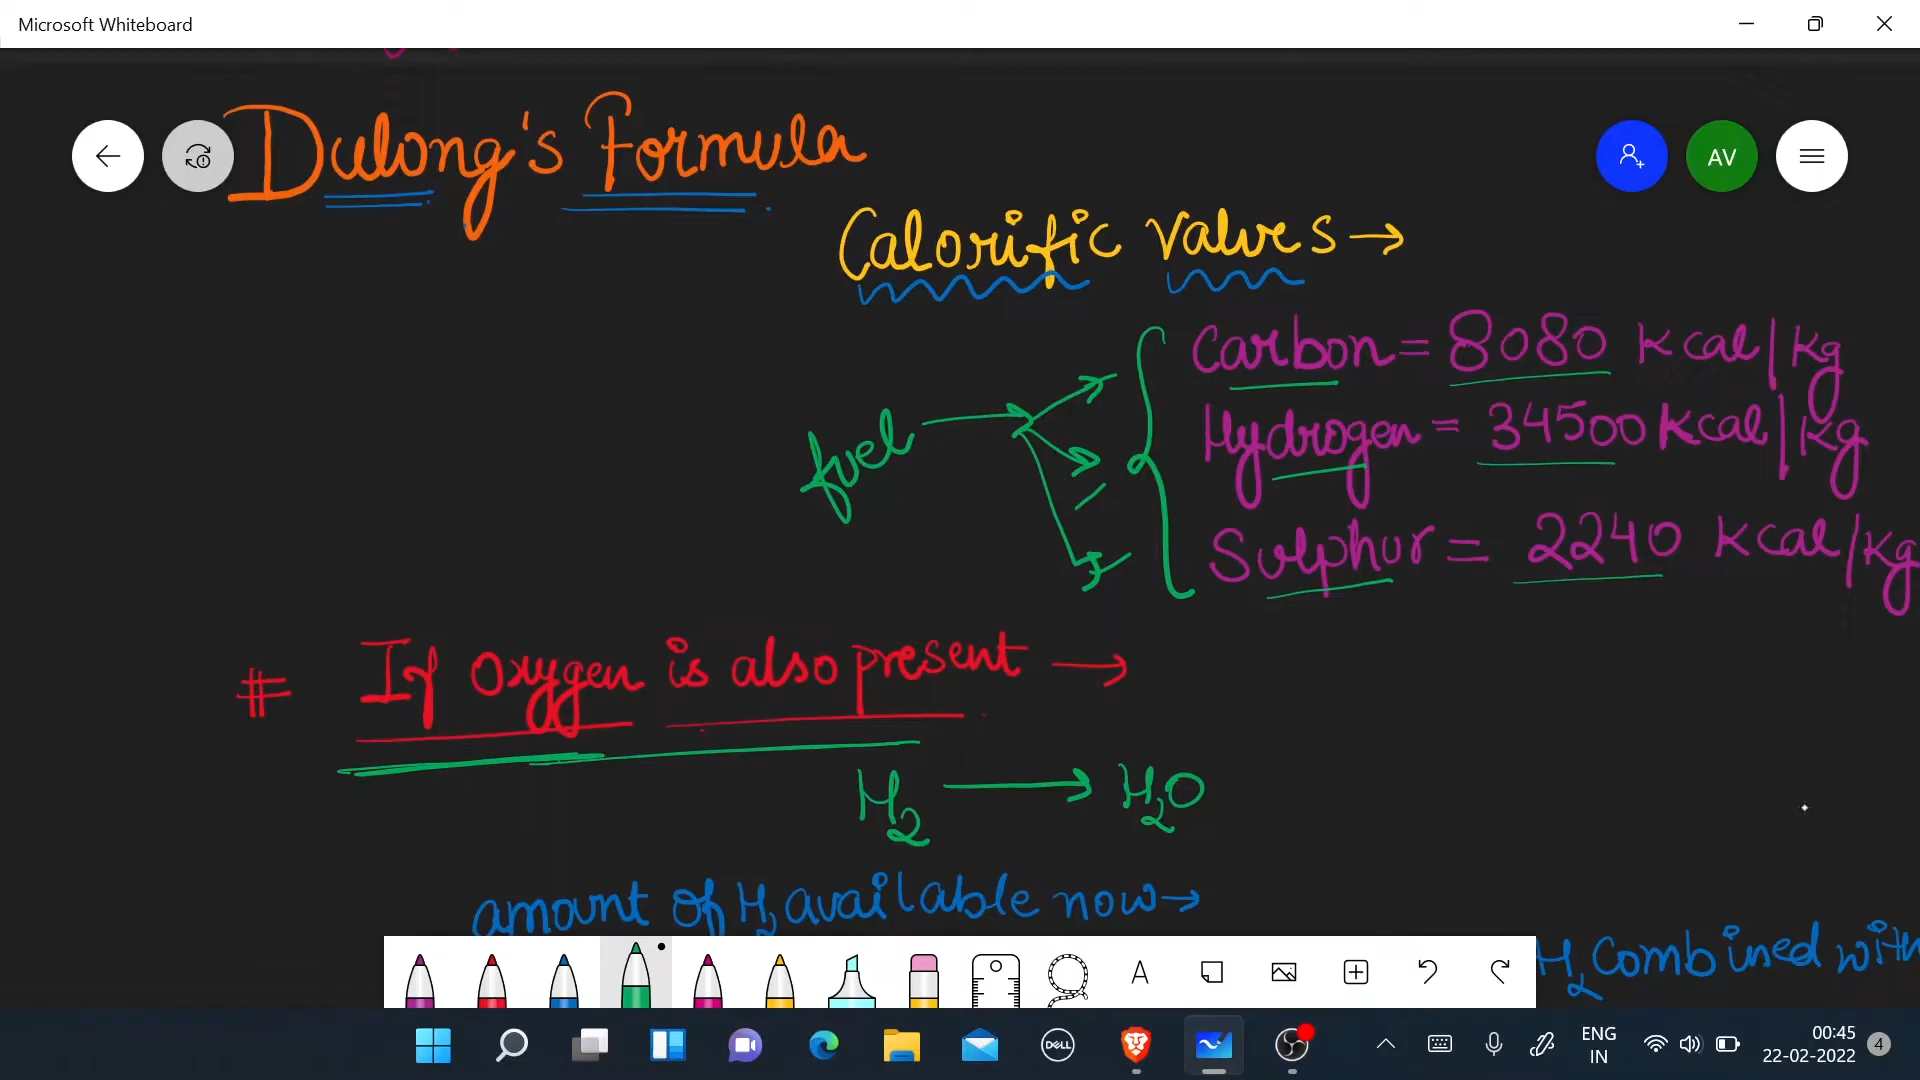 Microsoft Whiteboard
Dulong's Formula
AV
Calorific values →
Carbon = 8080 Kcal/Kg
Hydrogen = 34500 Kcal/Kg
fuel
Sulphur = 2240 Kcal/Kg
# If Oxygen is also present →
H₂ → H₂O
amount of H₂ available now →
H₂ Combined with
A
DELL
ENG
IN
00:45
22-02-2022
4